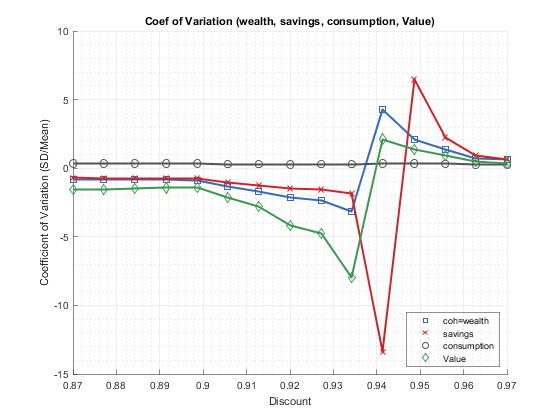 Coef of Variation (wealth, savings, consumption, Value)
10
5
0
-5
-10
-15
Coefficient of Variation (SD/Mean)
0.87 0.88 0.89 0.9 0.91 0.92 0.93 0.94 0.95 0.96 0.97
Discount
coh=wealth
savings
consumption
Value